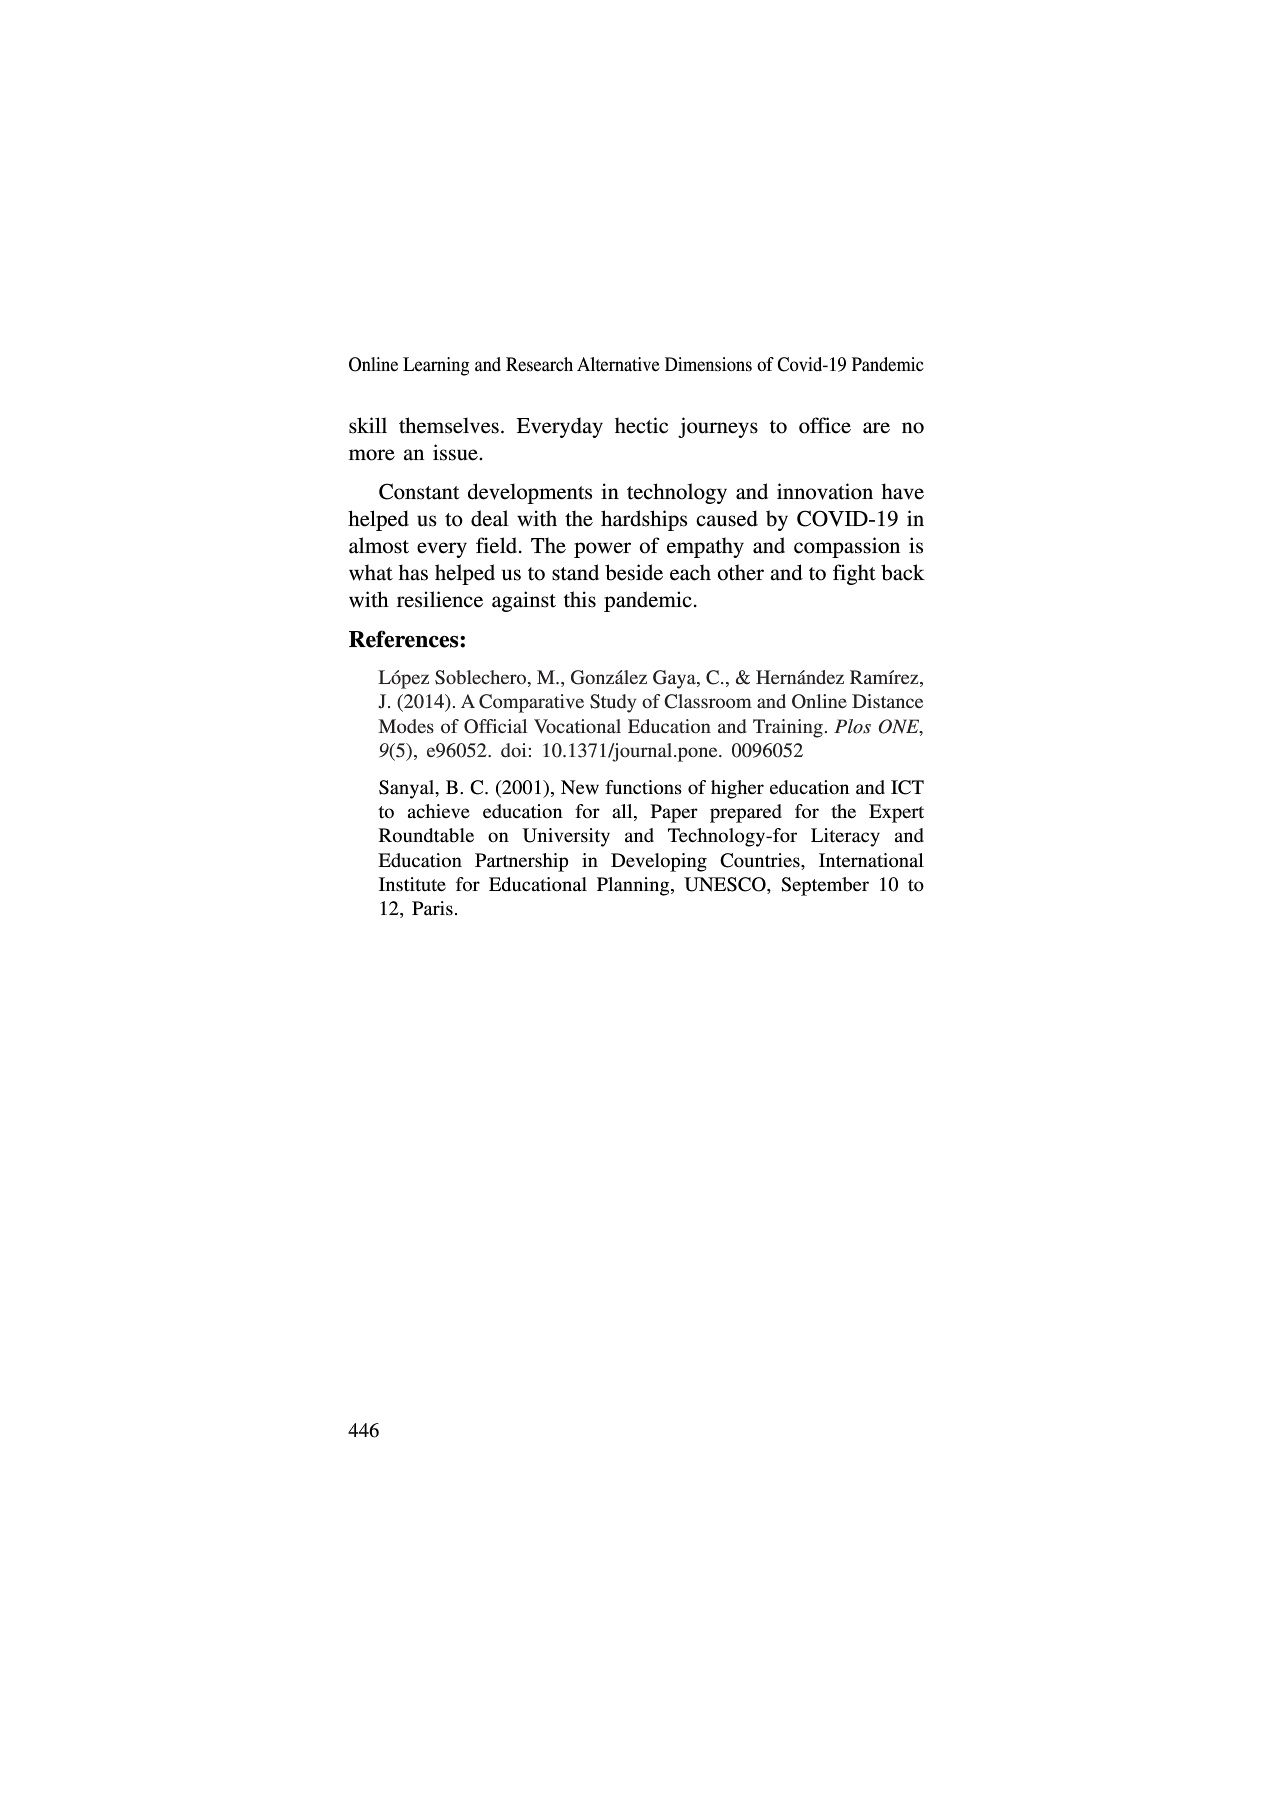 Online Learning and Research Alternative Dimensions of Covid-19 Pandemic
skill themselves. Everyday hectic journeys to office are no
more an issue.
Constant developments in technology and innovation have
helped us to deal with the hardships caused by COVID-19 in
almost every field. The power of empathy and compassion is
what has helped us to stand beside each other and to fight back
with resilience against this pandemic.
References:
López Soblechero, M., González Gaya, C., & Hernández Ramírez,
J. (2014). A Comparative Study of Classroom and Online Distance
Modes of Official Vocational Education and Training. Plos ONE,
9(5), e96052. doi: 10.1371/journal.pone. 0096052
Sanyal, B. C. (2001), New functions of higher education and ICT
to achieve education for all, Paper prepared for the Expert
Roundtable on University and Technology-for Literacy and
Education Partnership in Developing Countries, International
Institute for Educational Planning, UNESCO, September 10 to
12, Paris.
446